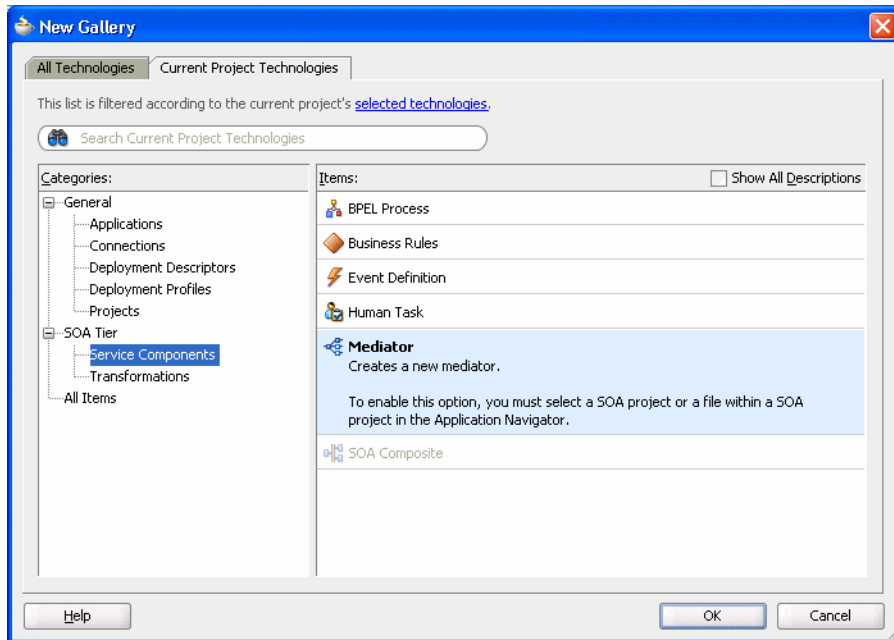 New Gallery
All Technologies
Current Project Technologies
This list is filtered according to the current project's selected technologies.
Search Current Project Technologies
Categories:
General
Applications
Connections
Deployment Descriptors
Deployment Profiles
Projects
SOA Tier
Service Components
Transformations
All Items
Items:
Show All Descriptions
BPEL Process
Business Rules
Event Definition
Human Task
Mediator
Creates a new mediator.
To enable this option, you must select a SOA project or a file within a SOA
project in the Application Navigator.
SOA Composite
Help
OK
Cancel